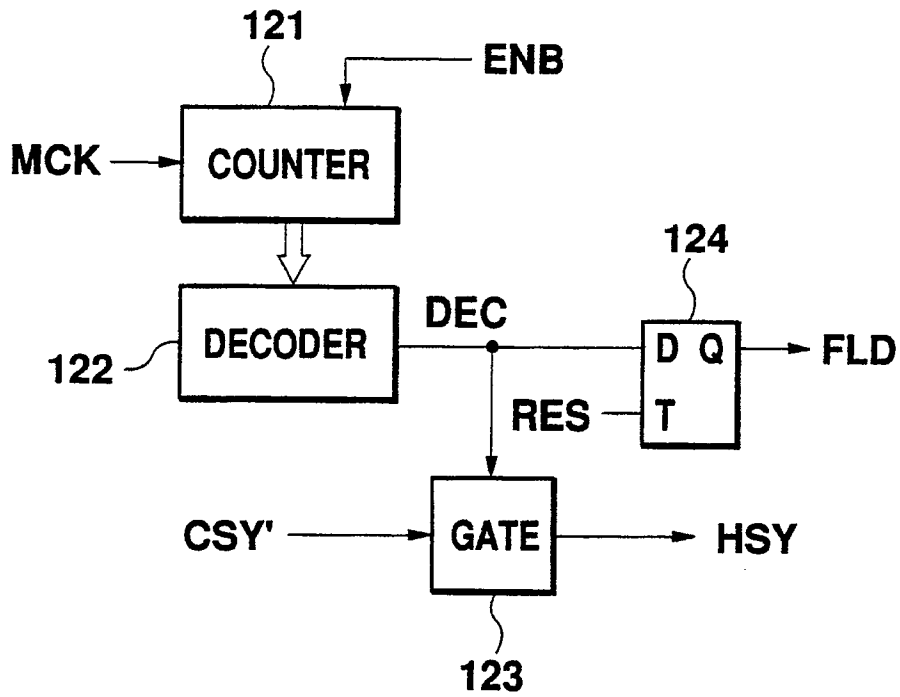 121
ENB
MCK
COUNTER
124
DEC
DECODER
D Q
FLD
122
RES
T
CSY'
GATE
HSY
123